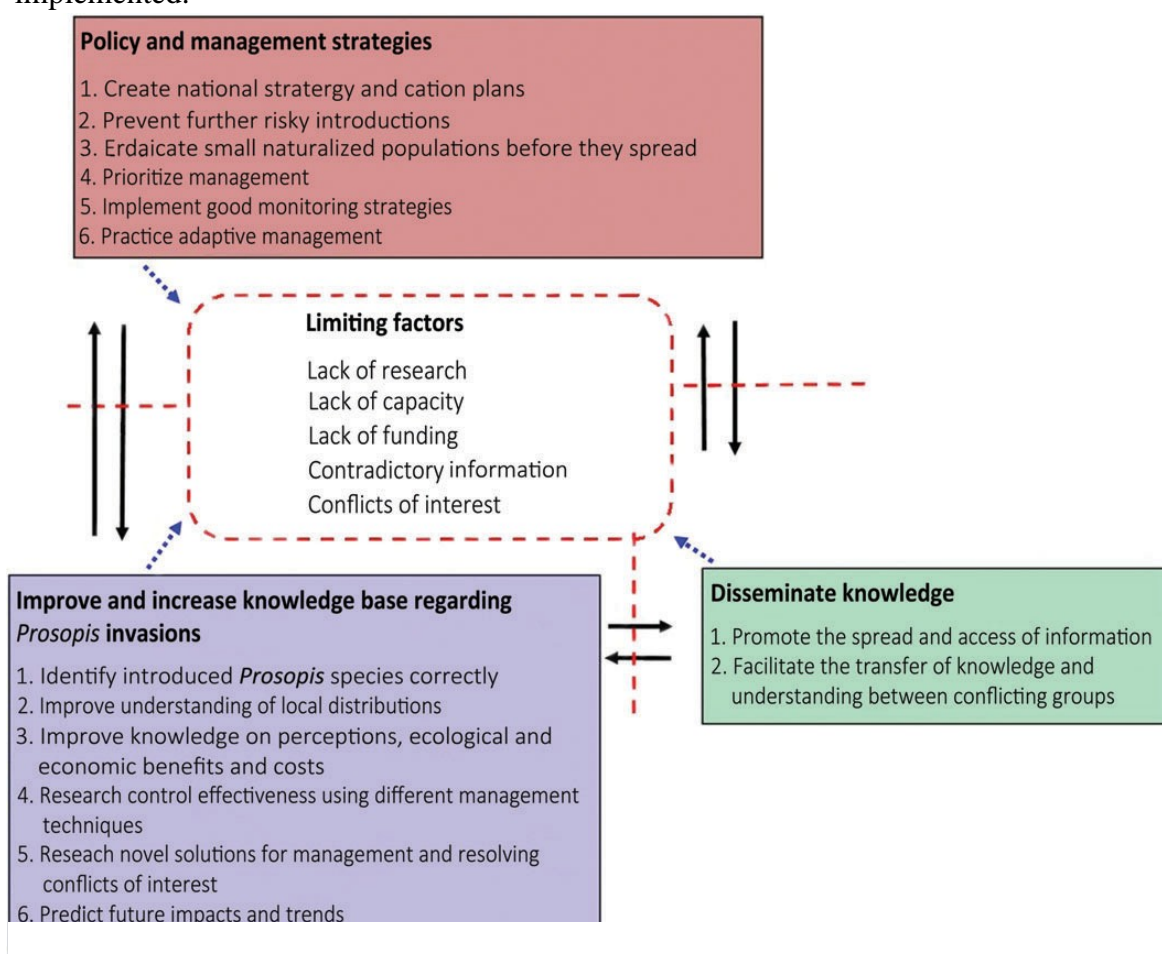 implemented.
Policy and management strategies
1. Create national stratergy and cation plans
2. Prevent further risky introductions
3. Erdaicate small naturalized populations before they spread
4. Prioritize management
5. Implement good monitoring strategies
6. Practice adaptive management
Limiting factors
Lack of research
Lack of capacity
Lack of funding
Contradictory information
Conflicts of interest
Improve and increase knowledge base regarding
Prosopis invasions
1. Identify introduced Prosopis species correctly
2. Improve understanding of local distributions
3. Improve knowledge on perceptions, ecological and
economic benefits and costs
4. Research control effectiveness using different management
techniques
5. Reseach novel solutions for management and resolving
conflicts of interest
6. Predict future impacts and trends
Disseminate knowledge
1. Promote the spread and access of information
2. Facilitate the transfer of knowledge and
understanding between conflicting groups